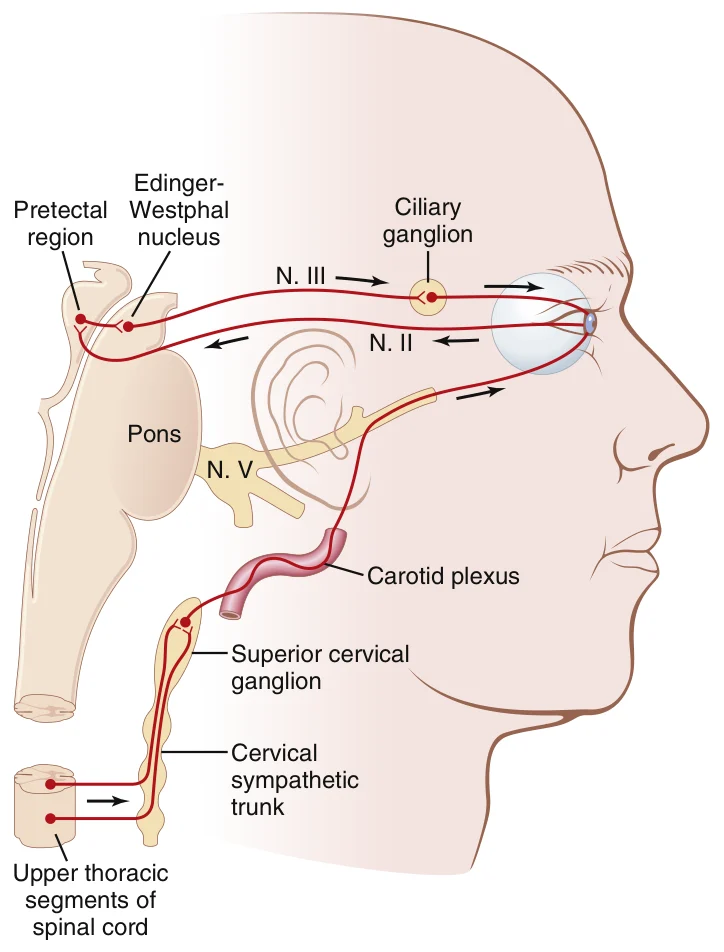 Edinger-
Westphal
nucleus
Pretectal
region
Ciliary
ganglion
N. III
N. II
Pons
N. V
Carotid plexus
Superior cervical
ganglion
Cervical
sympathetic
trunk
Upper thoracic
segments of
spinal cord